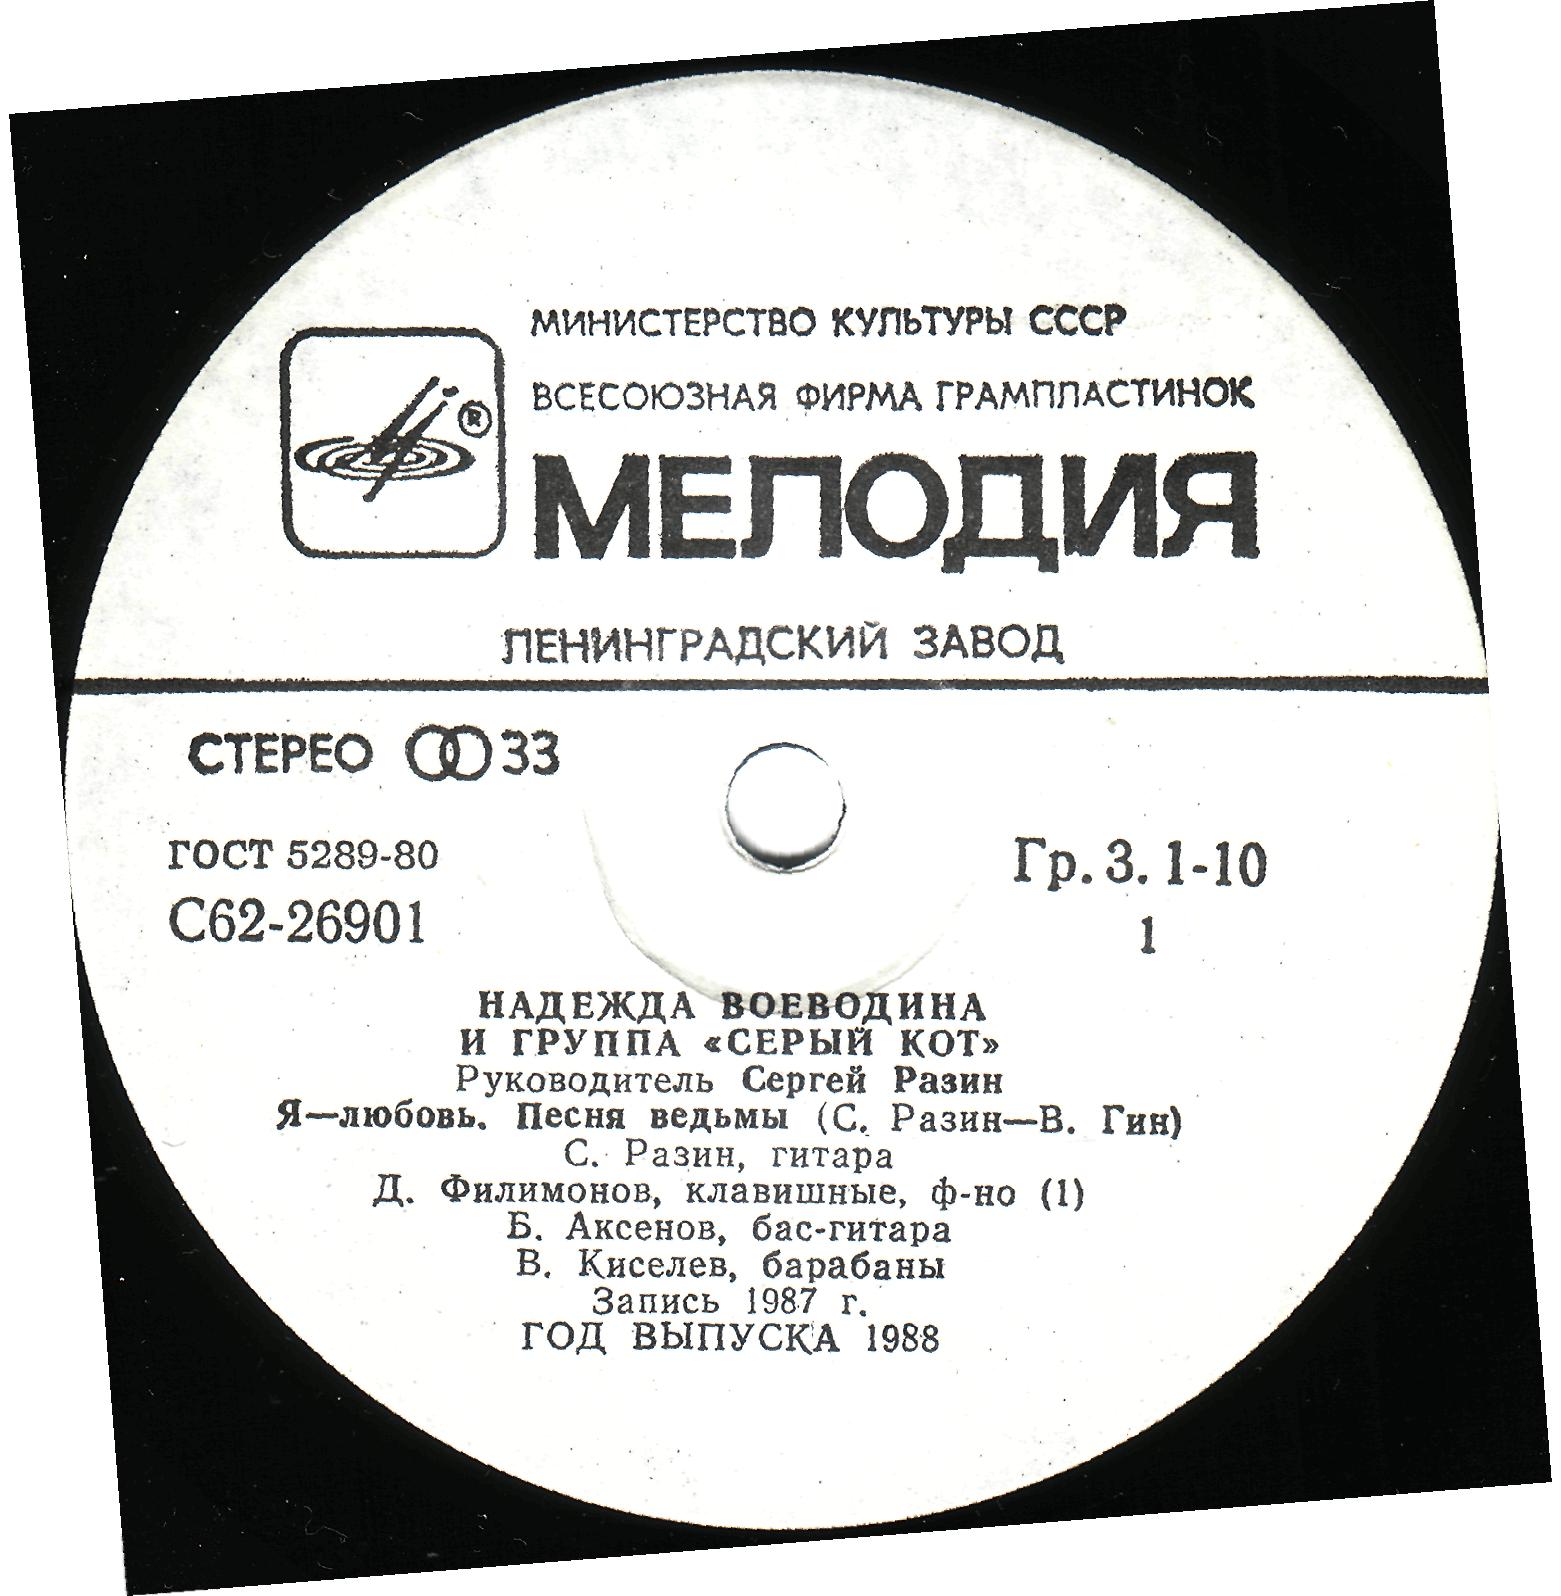 МИНИСТЕРСТВО КУЛЬТУРЫ СССР
ВСЕСОЮЗНАЯ ФИРМА ГРАМПЛАСТИНОК
®
МЕЛОДИЯ
ЛЕНИНГРАДСКИЙ ЗАВОД
СТЕРЕО 33
ГОСТ 5289-80
Гр. 3. 1-10
С62-26901
1
НАДЕЖДА ВОЕВОДИНА
И ГРУППА «СЕРЫЙ КОТ»
Руководитель Сергей Разин
Я—любовь. Песня ведьмы (С. Разин—В. Гин)
С. Разин, гитара
Д. Филимонов, клавишные, ф-но (1)
Б. Аксенов, бас-гитара
В. Киселев, барабаны
Запись 1987 г.
ГОД ВЫПУСКА 1988